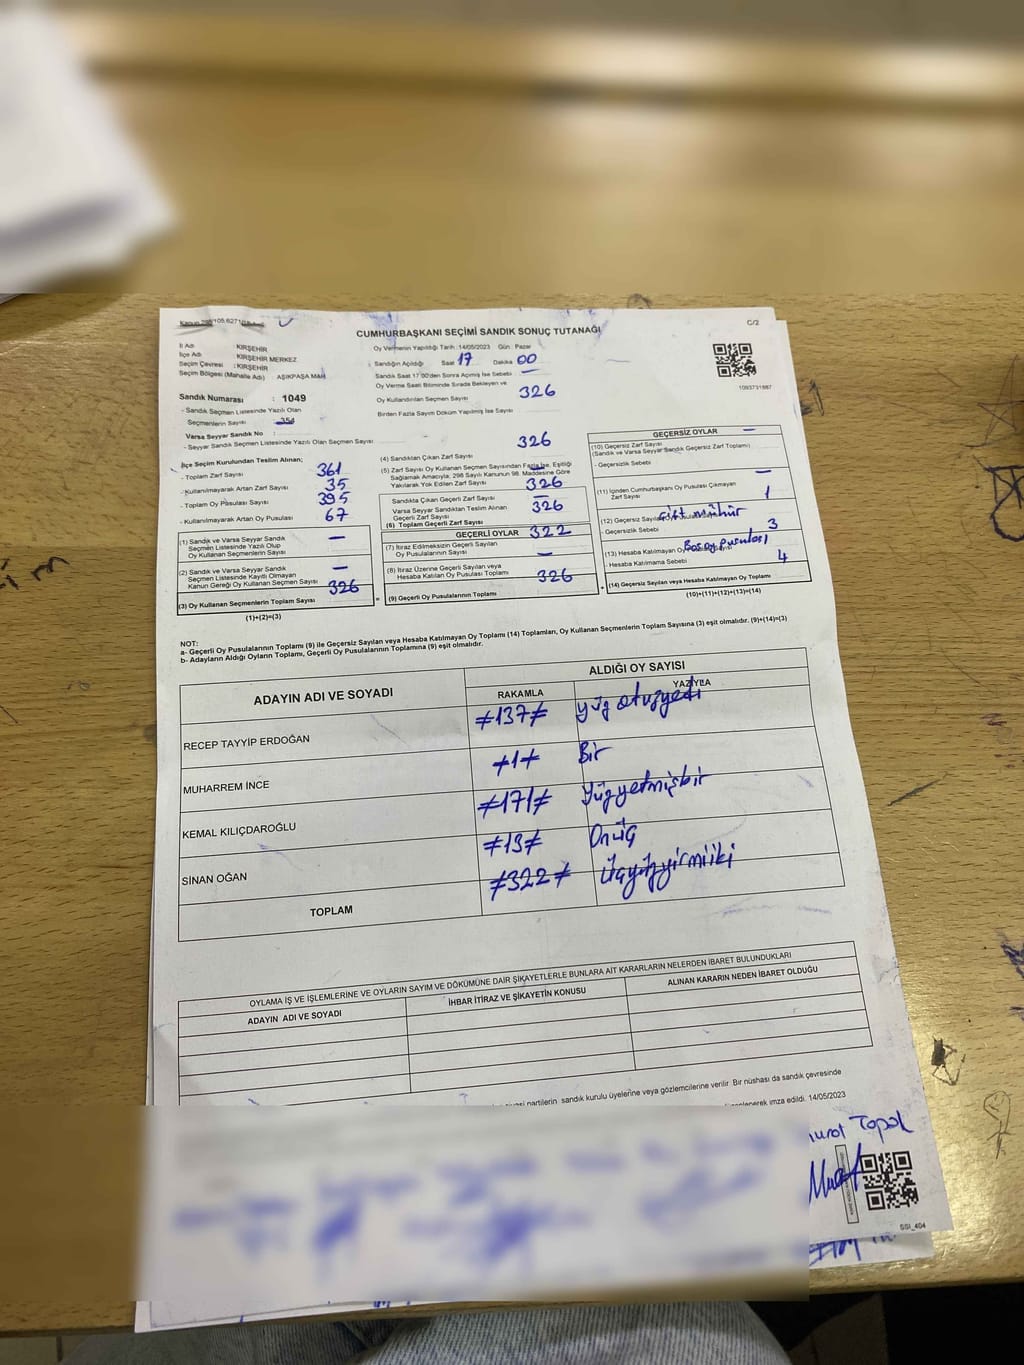 C/2
CUMHURBAŞKANI SEÇİMİ SANDIK SONUÇ TUTANAĞI
İl Adı : KIRŞEHİR
İlçe Adı : KIRŞEHİR MERKEZ
Seçim Çevresi : KIRŞEHİR
Seçim Bölgesi (Mahalle Adı) : AŞIKPAŞA MAH
Sandık Numarası : 1049
- Sandık Seçmen Listesinde Yazılı Olan
Seçmenlerin Sayısı : 354
Varsa Seyyar Sandık No :
- Seyyar Sandık Seçmen Listesinde Yazılı Olan Seçmen Sayısı
Oy Vermenin Yapıldığı Tarih :14/05/2023 Gün : Pazar
Sandığın Açıldığı Saat 17 Dakika 00
Sandık Saat 17:00'den Sonra Açılmış İse Sebebi : —
Oy Verme Saati Bitiminde Sırada Bekleyen ve
Oy Kullandırılan Seçmen Sayısı 326
Birden Fazla Sayım Döküm Yapılmış İse Sayısı
1093731887
İlçe Seçim Kurulundan Teslim Alınan;
- Toplam Zarf Sayısı 361
- Kullanılmayarak Artan Zarf Sayısı 35
- Toplam Oy Pusulası Sayısı 395
- Kullanılmayarak Artan Oy Pusulası 67
(1) Sandık ve Varsa Seyyar Sandık
Seçmen Listesinde Yazılı Olup
Oy Kullanan Seçmenlerin Sayısı —
(2) Sandık ve Varsa Seyyar Sandık
Seçmen Listesinde Kayıtlı Olmayan
Kanun Gereği Oy Kullanan Seçmenlerin Sayısı —
(3) Oy Kullanan Seçmenlerin Toplam Sayısı 326
(1)+(2)=(3)
(4) Sandıktan Çıkan Zarf Sayısı 326
(5) Zarf Sayısı Oy Kullanan Seçmen Sayısından Fazla İse, Eşitliği
Sağlamak Amacıyla, 298 Sayılı Kanunun 98. Maddesine Göre
Yakılarak Yok Edilen Zarf Sayısı —
Sandıkta Çıkan Geçerli Zarf Sayısı 326
Varsa Seyyar Sandıktan Teslim Alınan
Geçerli Zarf Sayısı —
(6) Toplam Geçerli Zarf Sayısı 326
GEÇERLİ OYLAR
(7) İtiraz Edilmeksizin Geçerli Sayılan
Oy Pusulalarının Sayısı 322
(8) İtiraz Üzerine Geçerli Sayılan veya
Hesaba Katılan Oy Pusulası Toplamı —
(9) Geçerli Oy Pusulalarının Toplamı 326
GEÇERSİZ OYLAR
(10) Geçersiz Zarf Sayısı
(Sandık ve Varsa Seyyar Sandık Geçersiz Zarf Toplamı) —
- Geçersizlik Sebebi
(11) İçinden Cumhurbaşkanı Oy Pusulası Çıkmayan
Zarf Sayısı —
(12) Geçersiz Sayılan 1
- Geçersizlik Sebebi Çift mühür
(13) Hesaba Katılmayan 3
- Hesaba Katılmama Sebebi Boş oy pusulası
(14) Geçersiz Sayılan veya Hesaba Katılmayan Oy Toplamı 4
(10)+(11)+(12)+(13)=(14)
NOT:
a- Geçerli Oy Pusulalarının Toplamı (9) ile Geçersiz Sayılan veya Hesaba Katılmayan Oy Toplamı (14) Toplamları, Oy Kullanan Seçmenlerin Toplam Sayısına (3) eşit olmalıdır. (9)+(14)=(3)
b- Adayların Aldığı Oyların Toplamı, Geçerli Oy Pusulalarının Toplamına (9) eşit olmalıdır.
ADAYIN ADI VE SOYADI ALDIĞI OY SAYISI
RAKAMLA YAZIYLA
RECEP TAYYİP ERDOĞAN ≠137≠ yüz otuzyedi
MUHARREM İNCE +1+ Bir
KEMAL KILIÇDAROĞLU ≠171≠ Yüzyetmişbir
SİNAN OĞAN ≠13≠ Onüç
TOPLAM ≠322≠ Üçyüzyirmiiki
OYLAMA İŞ VE İŞLEMLERİNE VE OYLARIN SAYIM VE DÖKÜMÜNE DAİR ŞİKAYETLERLE BUNLARA AİT KARARLARIN NELERDEN İBARET BULUNDUKLARI
ADAYIN ADI VE SOYADI İHBAR İTİRAZ VE ŞİKAYETİN KONUSU ALINAN KARARIN NEDEN İBARET OLDUĞU
partilerin sandık kurulu üyelerine veya gözlemcilerine verilir. Bir nüshası da sandık çevresinde
imza edildi. 14/05/2023
Topal
SSI_404